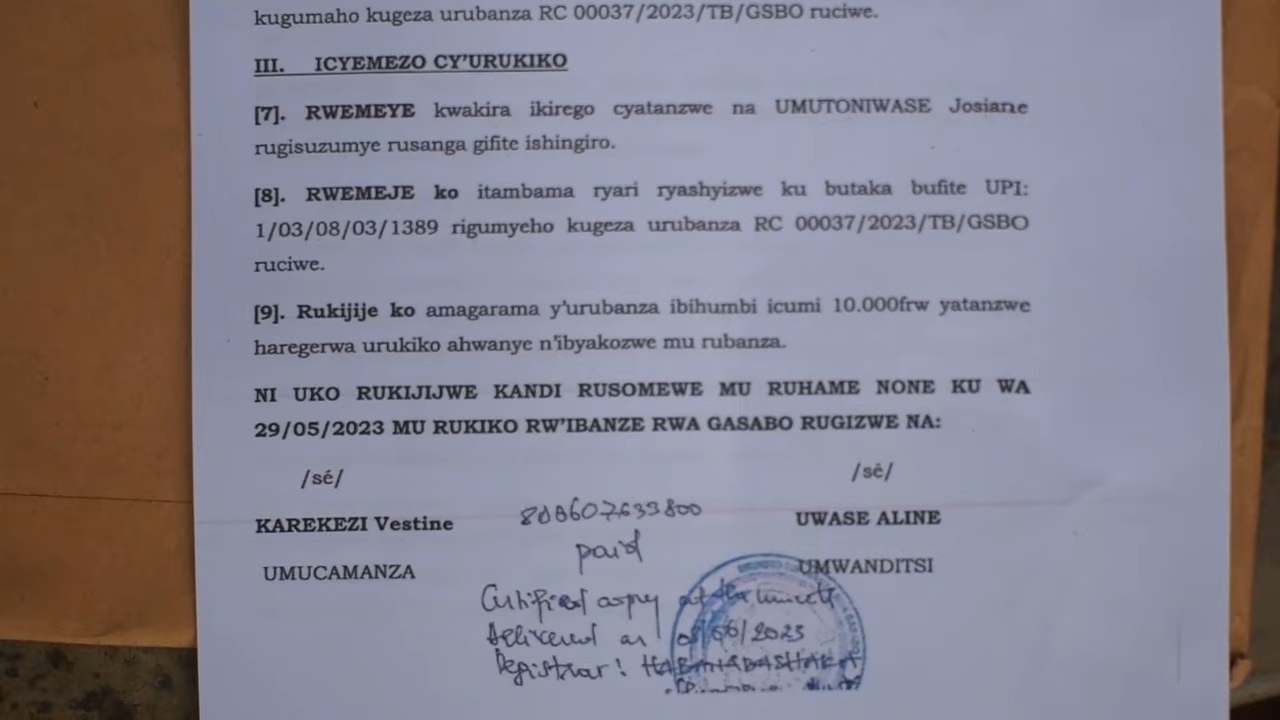 kugumaho kugeza urubanza RC 00037/2023/TB/GSBO ruciwe.
III. ICYEMEZO CY'URUKIKO
[7]. RWEMEYE kwakira ikirego cyatanzwe na UMUTONIWASE Josiane
rugisuzumye rusanga gifite ishingiro.
[8]. RWEMEJE ko itambama ryari ryashyizwe ku butaka bufite UPI:
1/03/08/03/1389 rigumyeho kugeza urubanza RC 00037/2023/TB/GSBO
ruciwe.
[9]. Rukijije ko amagarama y'urubanza ibihumbi icumi 10.000frw yatanzwe
haregerwa urukiko ahwanye n'ibyakozwe mu rubanza.
NI UKO RUKIJIJWE KANDI RUSOMEWE MU RUHAME NONE KU WA
29/05/2023 MU RUKIKO RW'IBANZE RWA GASABO RUGIZWE NA:
/sé/ /sé/
KAREKEZI Vestine UWASE ALINE
paid
UMUCAMANZA UMWANDITSI
Certified copy
Delivered 2023
Registrar: